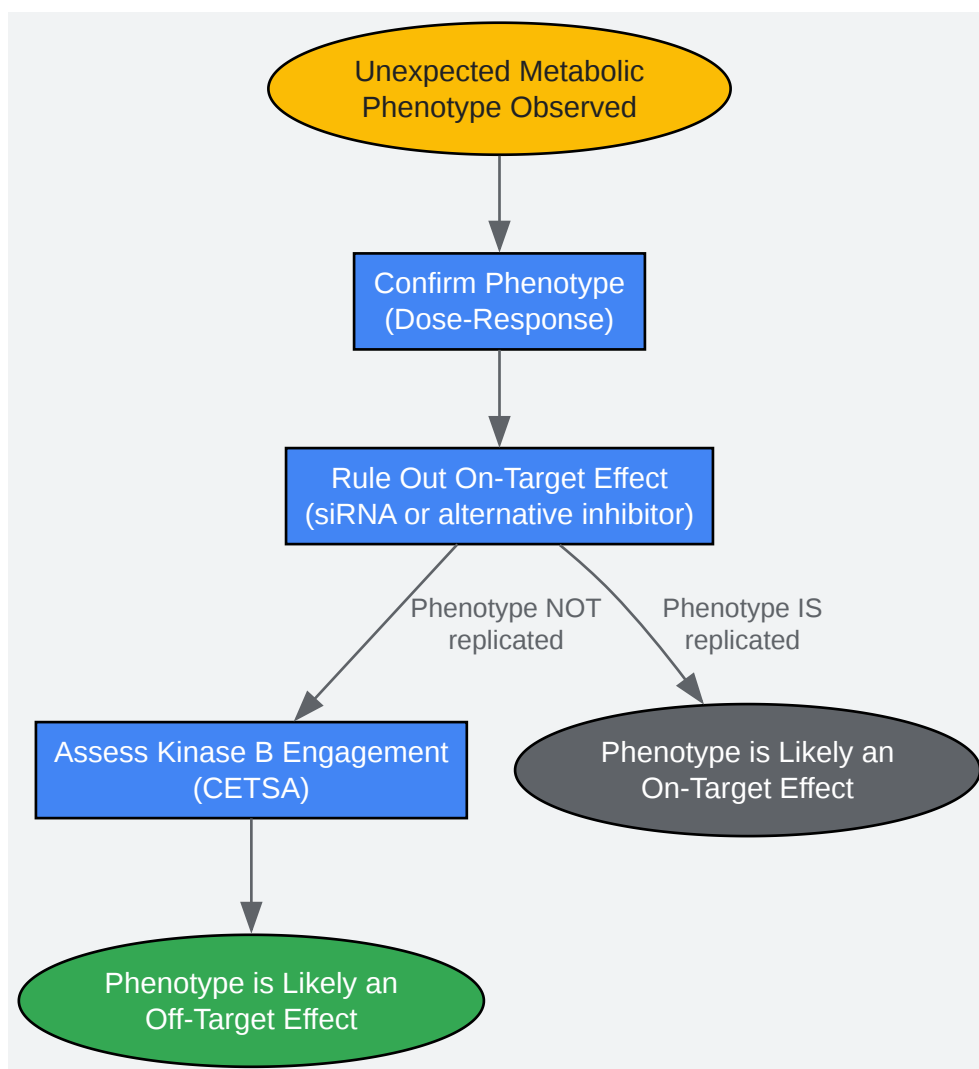 Unexpected Metabolic
Phenotype Observed
Confirm Phenotype
(Dose-Response)
Rule Out On-Target Effect
(siRNA or alternative inhibitor)
Phenotype NOT
replicated
Phenotype IS
replicated
Assess Kinase B Engagement
(CETSA)
Phenotype is Likely an
On-Target Effect
Phenotype is Likely an
Off-Target Effect